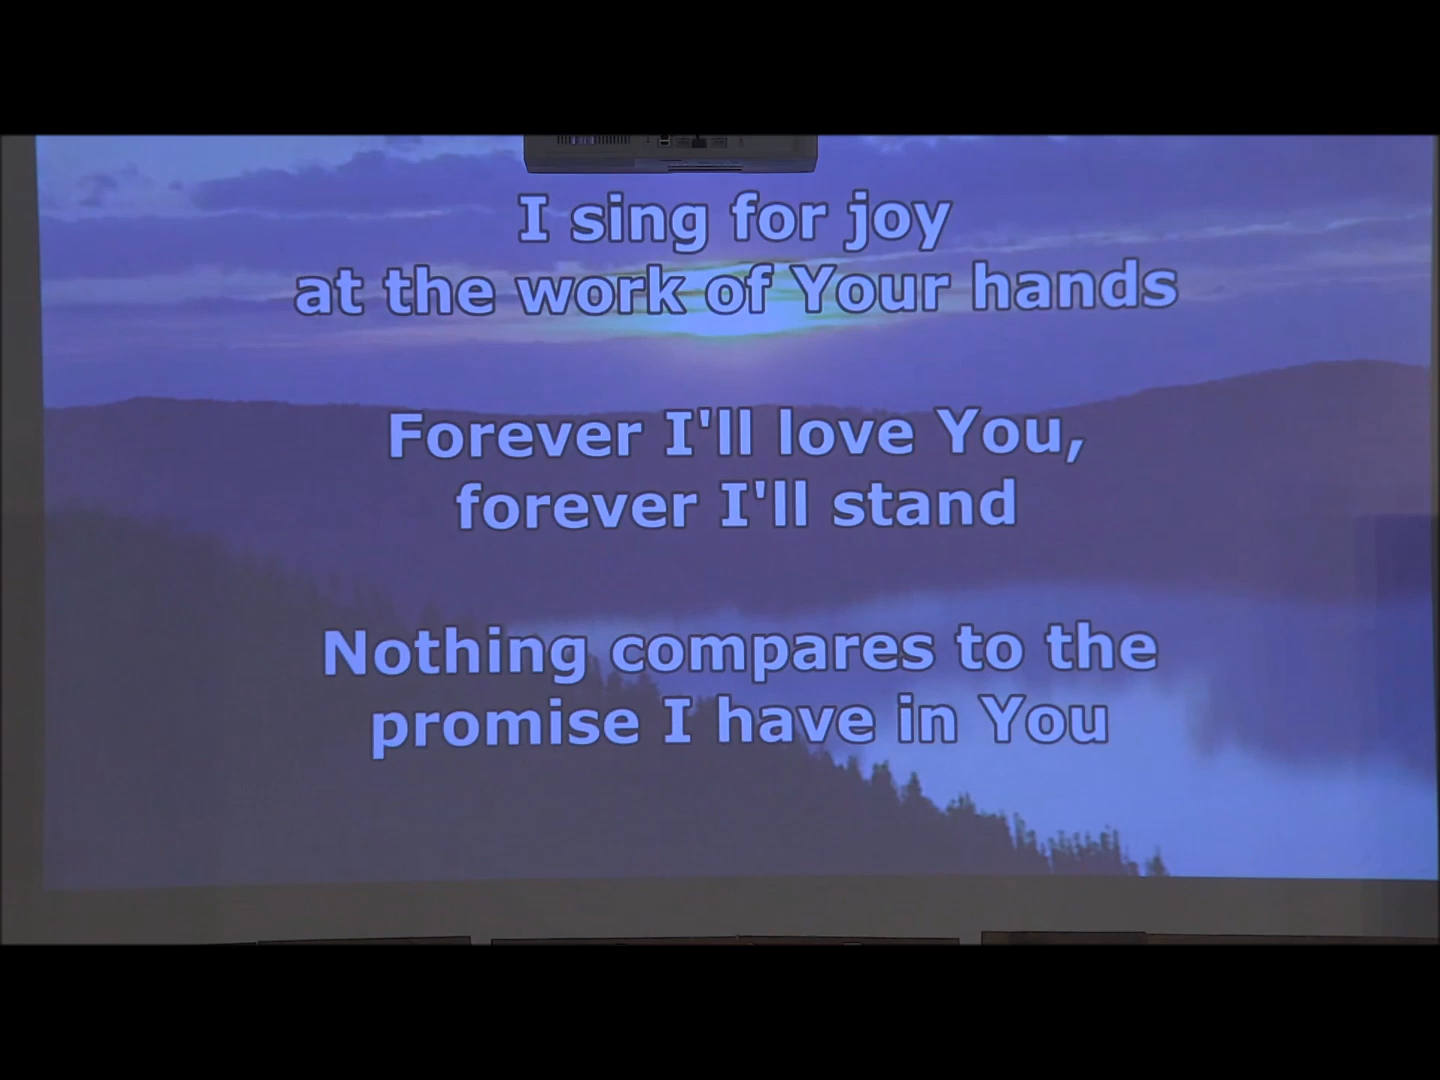 I sing for joy
at the work of Your hands
Forever I'll love You,
forever I'll stand
Nothing compares to the
promise I have in You